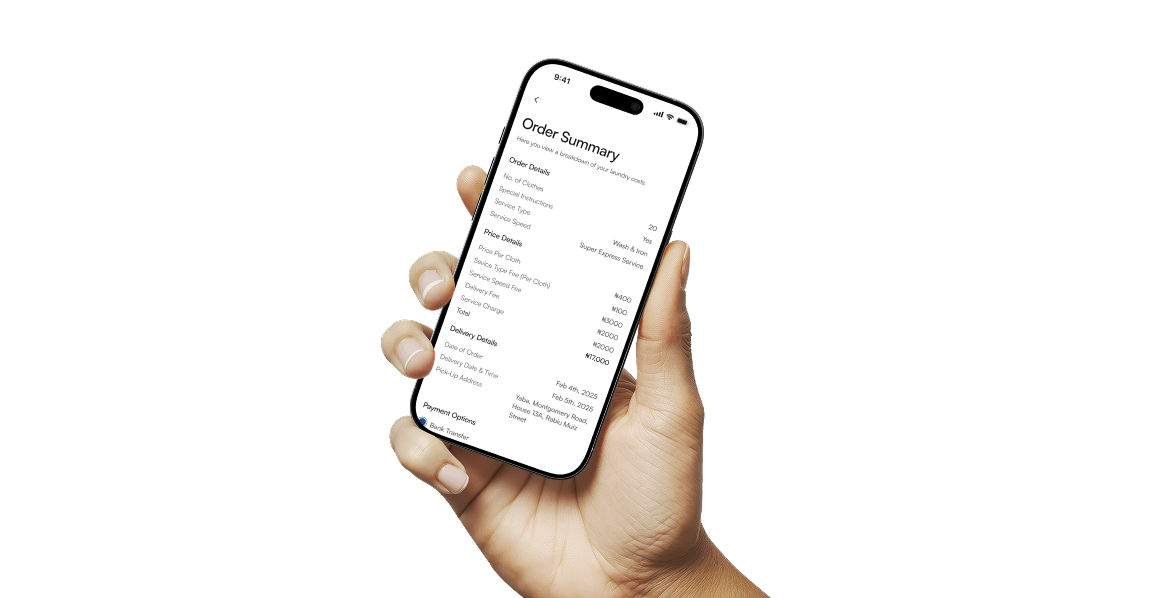 9:41
Order Summary
Here you view a breakdown of your laundry costs.
Order Details
No. of Clothes 20
Special Instructions Yes
Service Type Wash & Iron
Service Speed Super Express Service
Price Details
Price Per Cloth ₦400
Sevice Type Fee (Per Cloth) ₦100
Service Speed Fee ₦3000
Delivery Fee ₦2000
Service Charge ₦2000
Total ₦17,000
Delivery Details
Date of Order Feb 4th, 2025
Delivery Date & Time Feb 5th, 2025
Pick-Up Address Yaba, Montgomery Road,
House 13A, Rabiu Muiz
Street
Payment Options
Bank Transfer